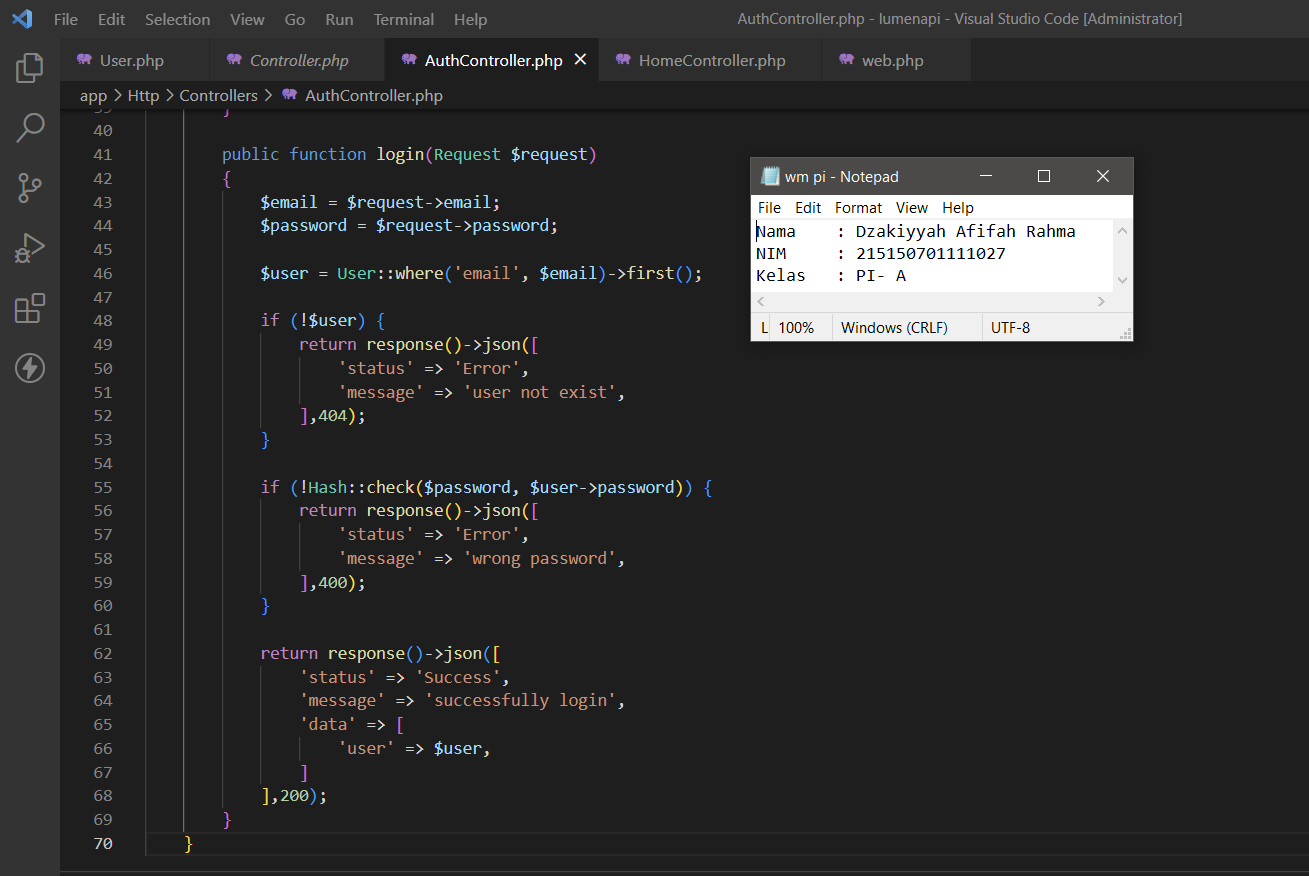 File Edit Selection View Go Run Terminal Help AuthController.php - lumenapi - Visual Studio Code [Administrator]
User.php Controller.php AuthController.php HomeController.php web.php
app > Http > Controllers > AuthController.php
39 }
40
41 public function login(Request $request)
42 {
43 $email = $request->email;
44 $password = $request->password;
45
46 $user = User::where('email', $email)->first();
47
48 if (!$user) {
49 return response()->json([
50 'status' => 'Error',
51 'message' => 'user not exist',
52 ],404);
53 }
54
55 if (!Hash::check($password, $user->password)) {
56 return response()->json([
57 'status' => 'Error',
58 'message' => 'wrong password',
59 ],400);
60 }
61
62 return response()->json([
63 'status' => 'Success',
64 'message' => 'successfully login',
65 'data' => [
66 'user' => $user,
67 ]
68 ],200);
69 }
70 }
wm pi - Notepad
File Edit Format View Help
Nama : Dzakiyyah Afifah Rahma
NIM : 215150701111027
Kelas : PI- A
L 100% Windows (CRLF) UTF-8